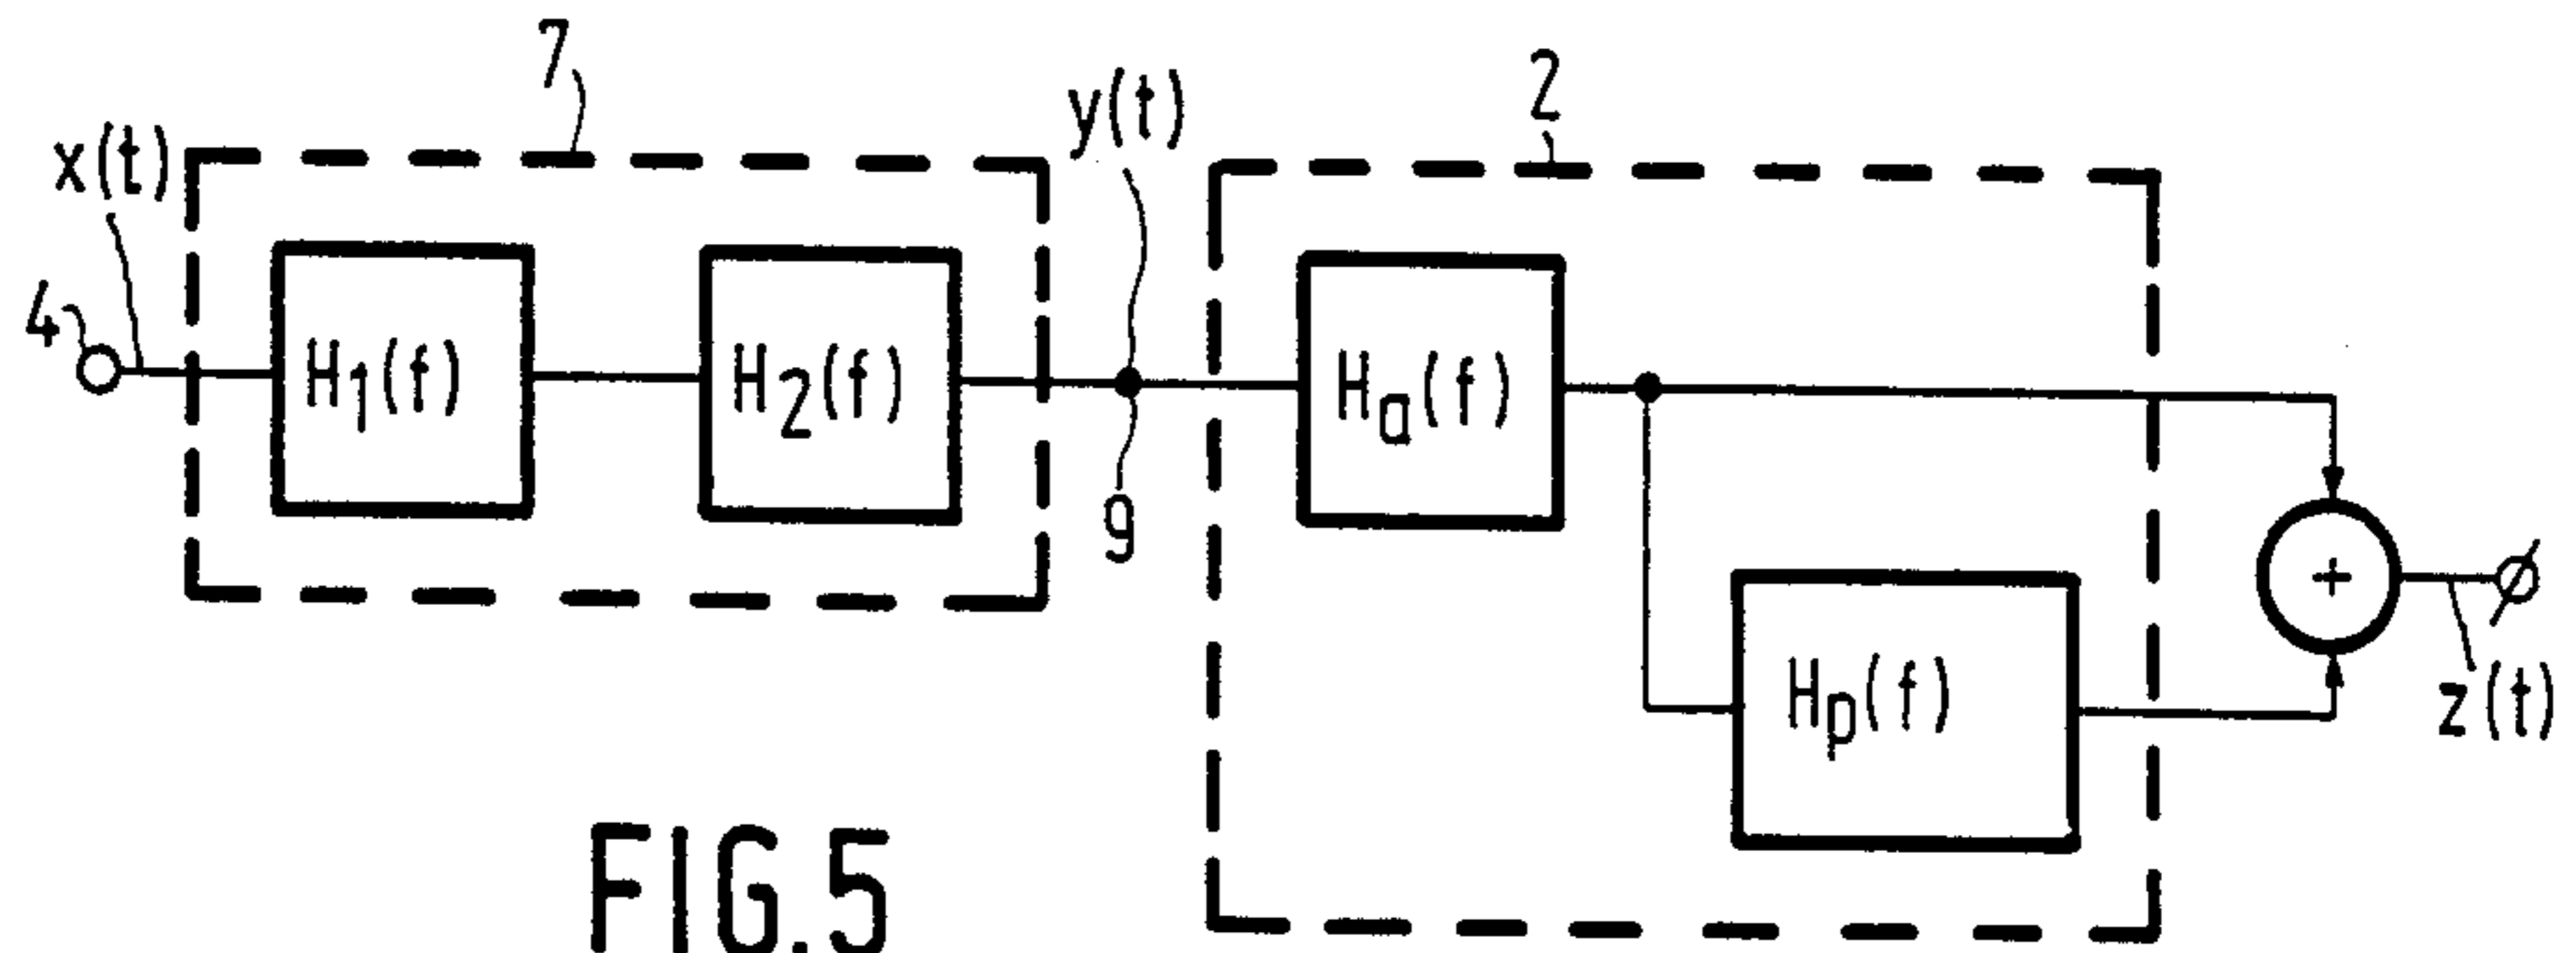 7
2
x(t)
y(t)
4
H₁(f)
H₂(f)
Hₐ(f)
9
+
Hₚ(f)
z(t)
FIG.5